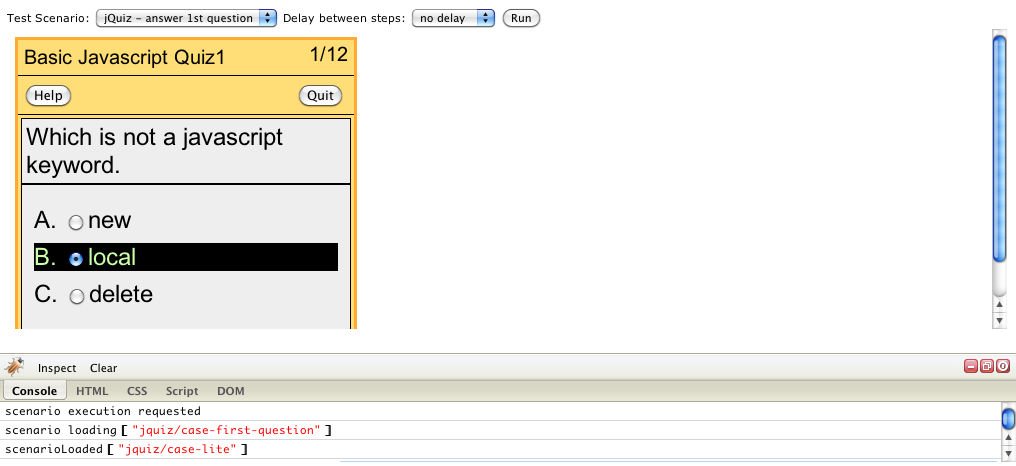 Test Scenario: jQuiz - answer 1st question Delay between steps: no delay Run
Basic Javascript Quiz1 1/12
Help Quit
Which is not a javascript
keyword.
A. new
B. local
C. delete
Inspect Clear
Console HTML CSS Script DOM
scenario execution requested
scenario loading [ "jquiz/case-first-question" ]
scenarioLoaded [ "jquiz/case-lite" ]